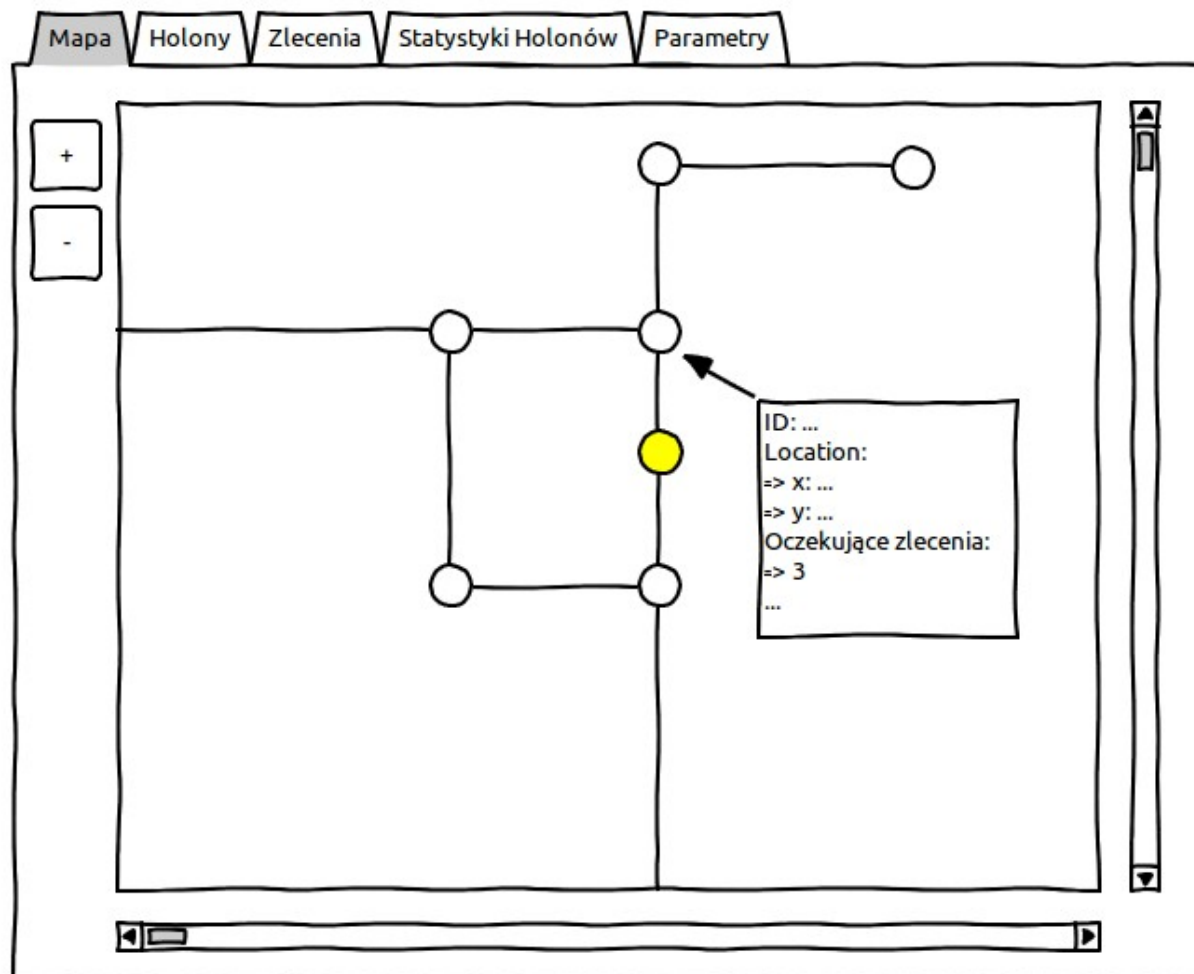 Mapa Holony Zlecenia Statystyki Holonów Parametry
+
-
ID: ...
Location:
=> x: ...
=> y: ...
Oczekujące zlecenia:
=> 3
...